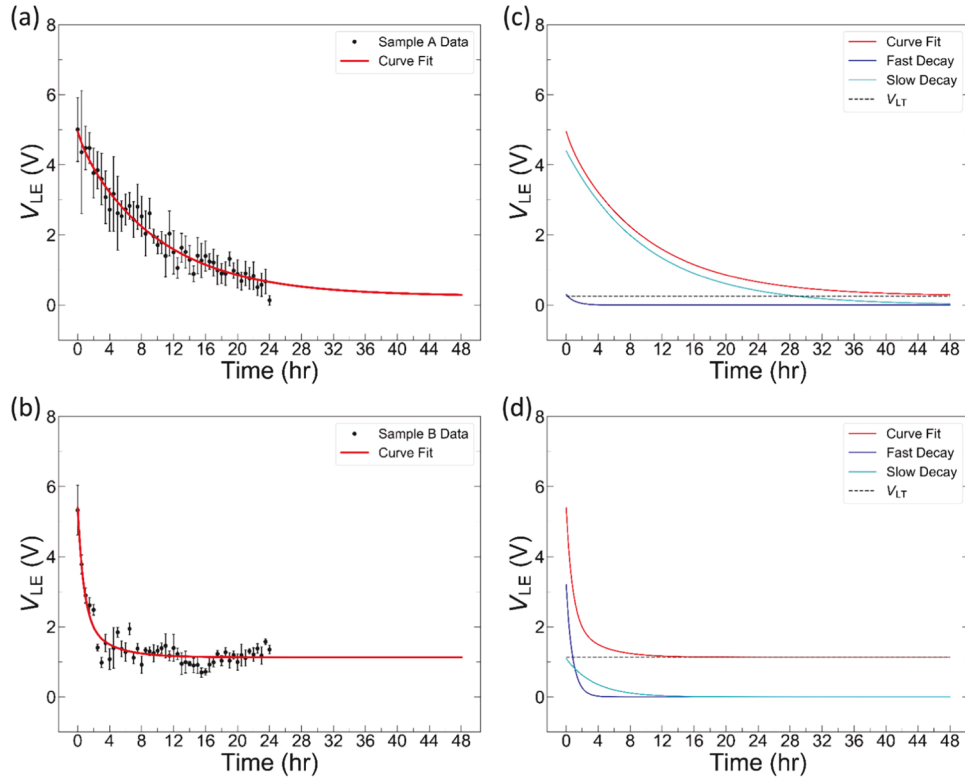 (a)
8
6
4
2
0
V_LE (V)
Sample A Data
Curve Fit
0 4 8 12 16 20 24 28 32 36 40 44 48
Time (hr)
(c)
8
6
4
2
0
V_LE (V)
Curve Fit
Fast Decay
Slow Decay
V_LT
0 4 8 12 16 20 24 28 32 36 40 44 48
Time (hr)
(b)
8
6
4
2
0
V_LE (V)
Sample B Data
Curve Fit
0 4 8 12 16 20 24 28 32 36 40 44 48
Time (hr)
(d)
8
6
4
2
0
V_LE (V)
Curve Fit
Fast Decay
Slow Decay
V_LT
0 4 8 12 16 20 24 28 32 36 40 44 48
Time (hr)